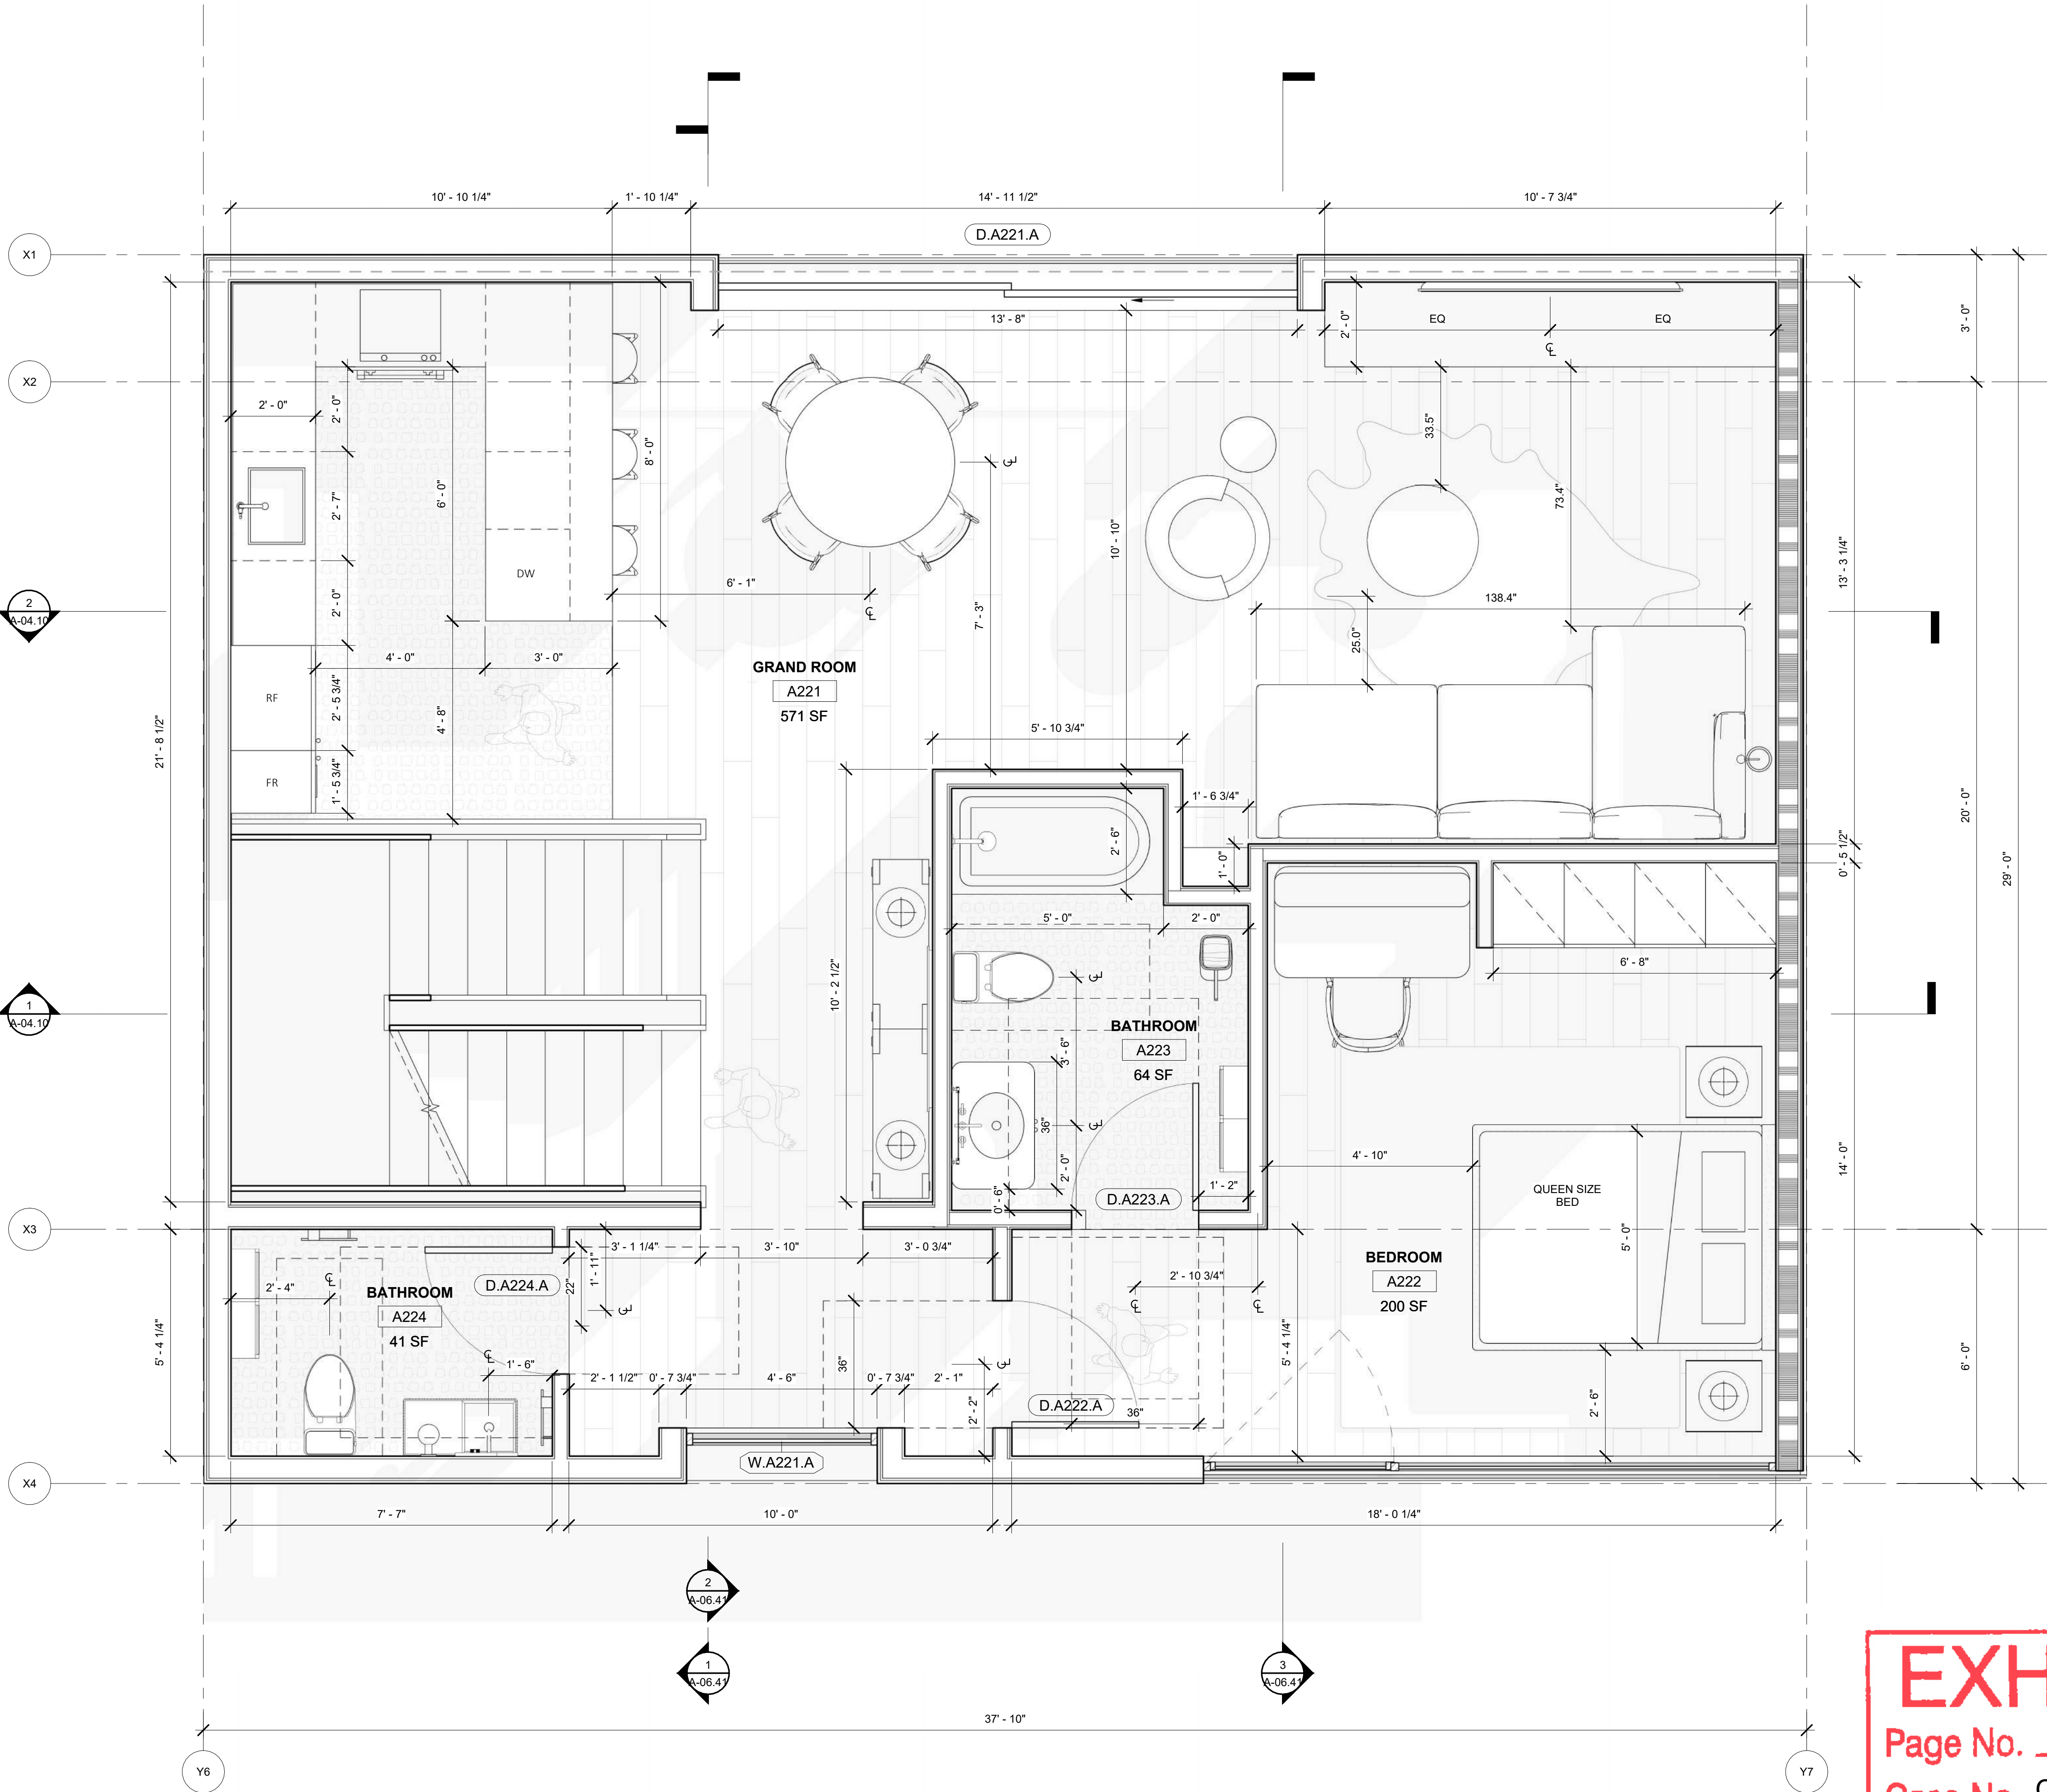 10' - 10 1/4"
1' - 10 1/4"
14' - 11 1/2"
10' - 7 3/4"
D.A221.A
X1
13' - 8"
2' - 0"
EQ
EQ
℄
3' - 0"
X2
2' - 0"
2' - 0"
33.5"
8' - 0"
℄
6' - 0"
2' - 7"
73.4"
10' - 10"
13' - 3 1/4"
DW
6' - 1"
℄
2
A-04.10
2' - 0"
7' - 3"
138.4"
25.0"
4' - 0"
3' - 0"
GRAND ROOM
A221
571 SF
RF
2' - 5 3/4"
4' - 8"
21' - 8 1/2"
5' - 10 3/4"
FR
1' - 5 3/4"
1' - 6 3/4"
20' - 0"
2' - 6"
1' - 0"
0' - 5 1/2"
29' - 0"
5' - 0"
2' - 0"
10' - 2 1/2"
℄
6' - 8"
1
A-04.10
BATHROOM
A223
64 SF
3' - 6"
℄
36"
2' - 0"
0' - 6"
D.A223.A
1' - 2"
4' - 10"
14' - 0"
QUEEN SIZE
BED
5' - 0"
X3
3' - 1 1/4"
3' - 10"
3' - 0 3/4"
1' - 11"
22"
℄
2' - 4"
℄
BATHROOM
A224
41 SF
D.A224.A
2' - 10 3/4"
℄
℄
BEDROOM
A222
200 SF
5' - 4 1/4"
5' - 4 1/4"
6' - 0"
℄
1' - 6"
36"
℄
2' - 1 1/2"
0' - 7 3/4"
4' - 6"
0' - 7 3/4"
2' - 1"
2' - 2"
D.A222.A
36"
2' - 6"
W.A221.A
X4
7' - 7"
10' - 0"
18' - 0 1/4"
2
A-06.41
1
A-06.41
3
A-06.41
37' - 10"
Y6
Y7
EXH
Page No.